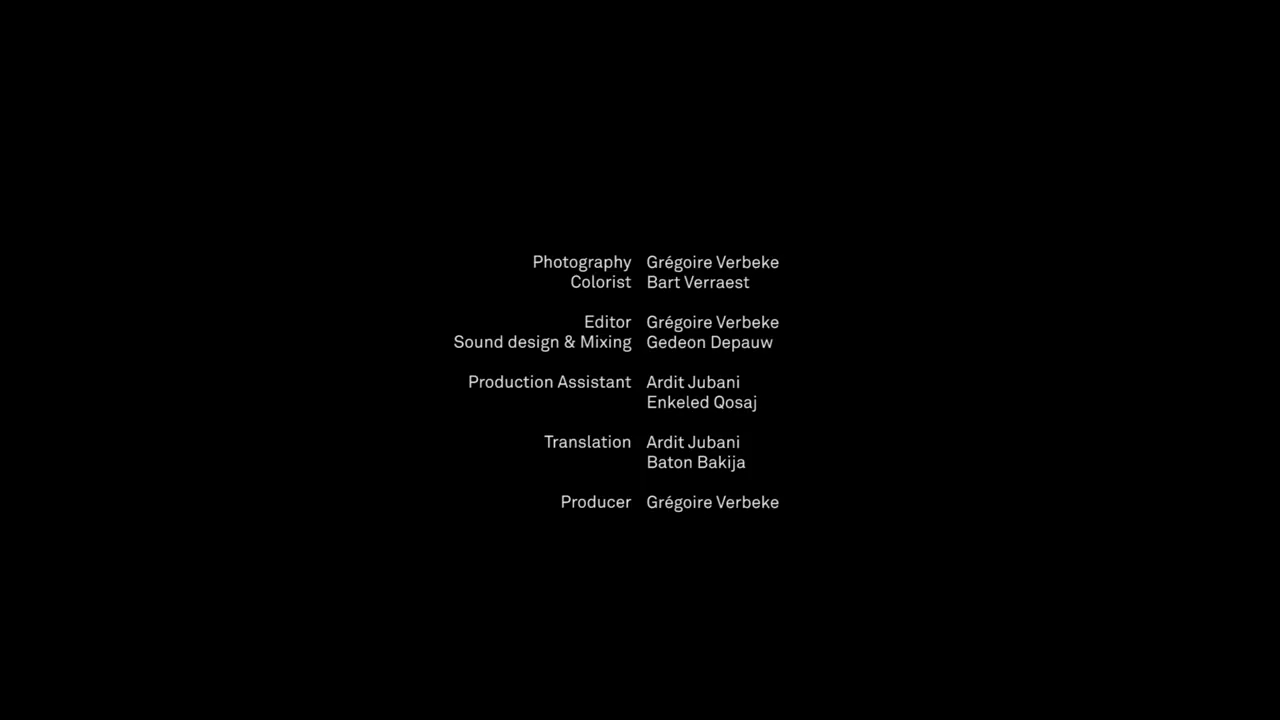 Photography Grégoire Verbeke
Colorist Bart Verraest
Editor Grégoire Verbeke
Sound design & Mixing Gedeon Depauw
Production Assistant Ardit Jubani
Enkeled Qosaj
Translation Ardit Jubani
Baton Bakija
Producer Grégoire Verbeke